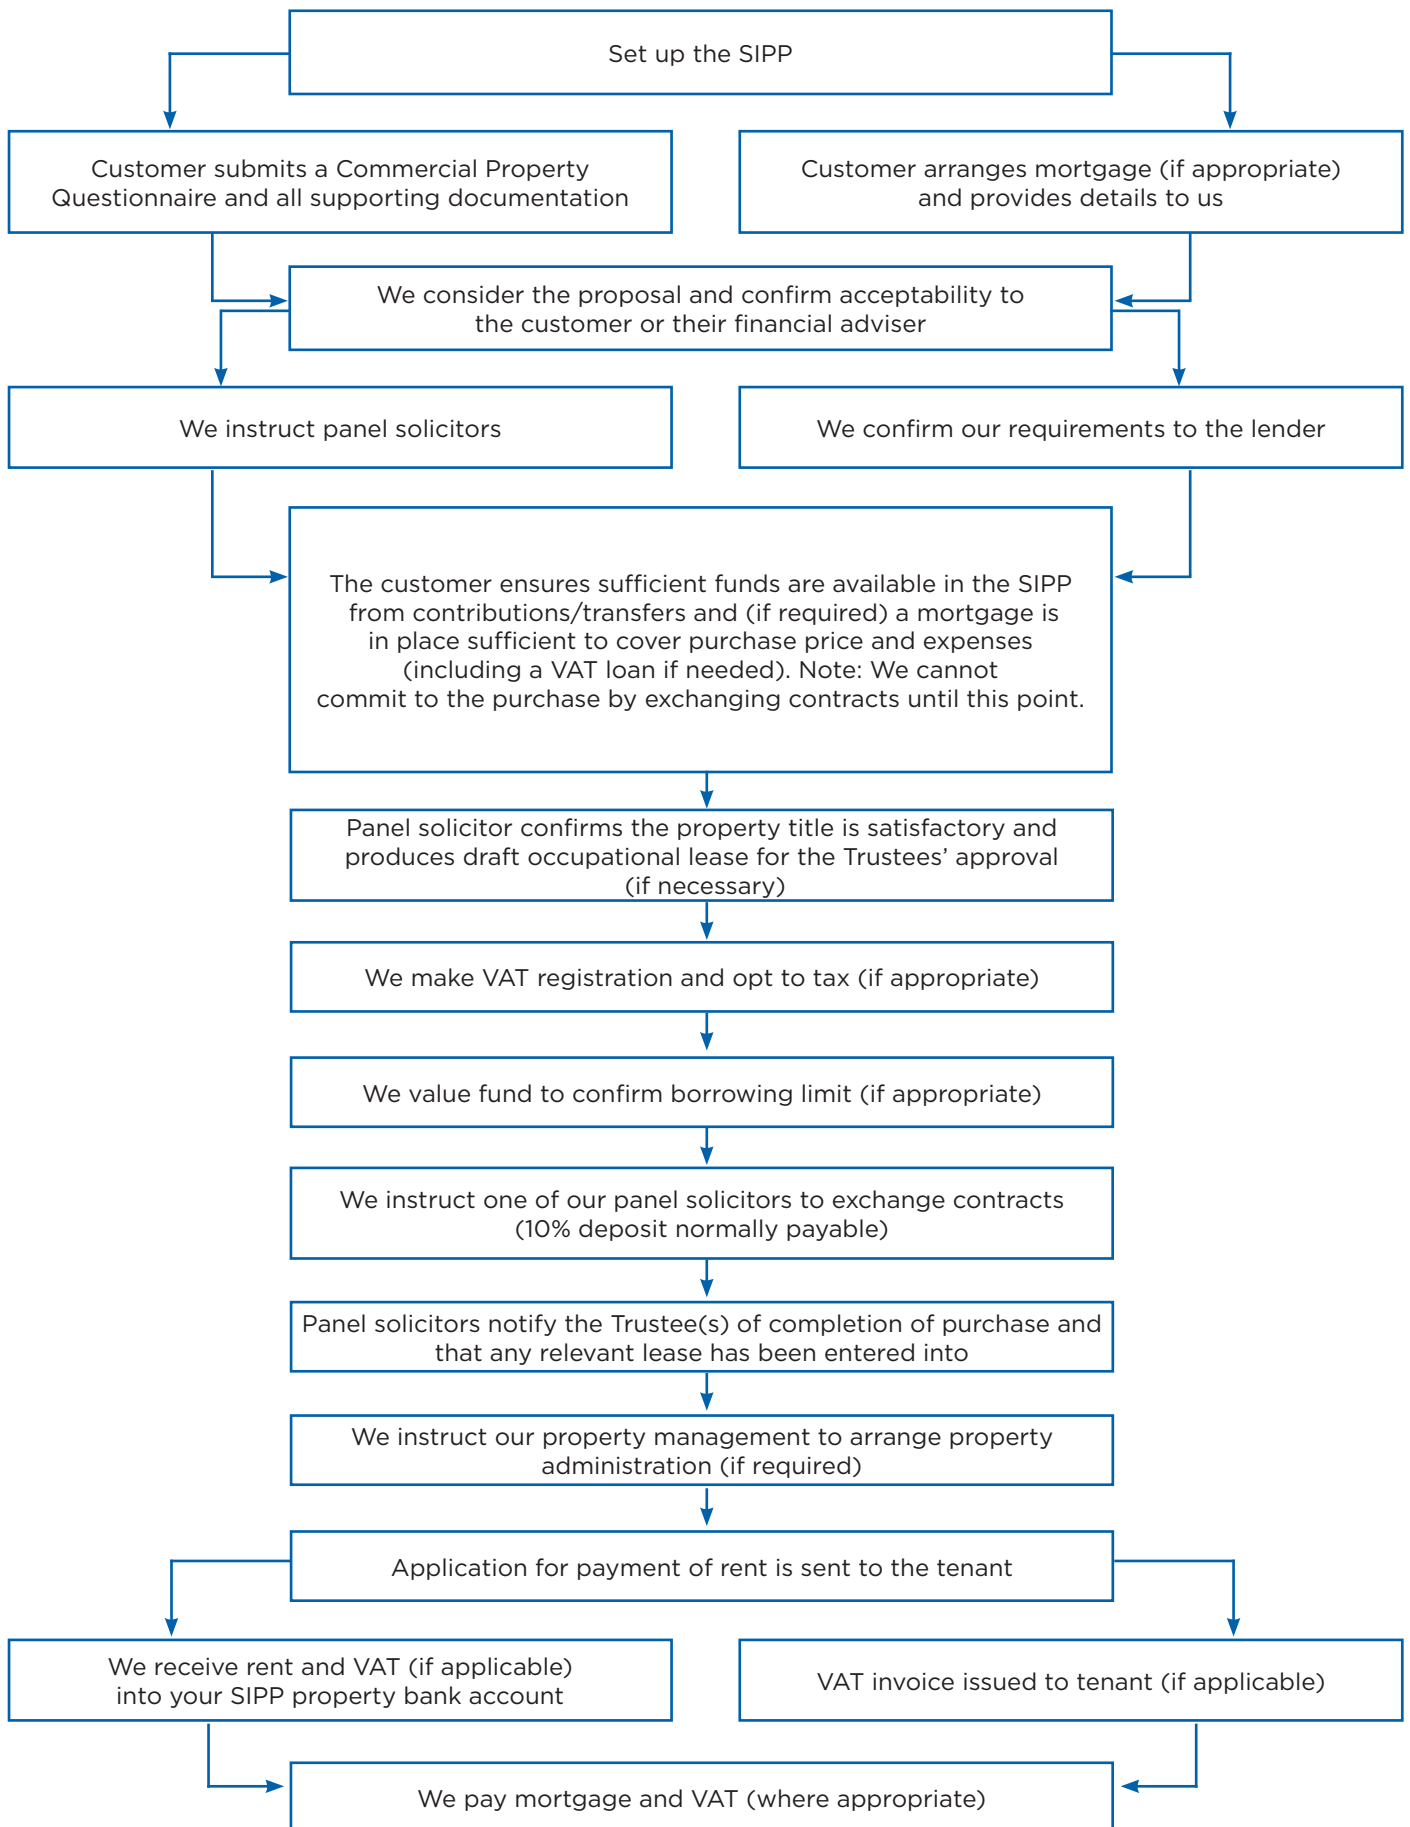 Set up the SIPP
Customer submits a Commercial Property
Questionnaire and all supporting documentation
Customer arranges mortgage (if appropriate)
and provides details to us
We consider the proposal and confirm acceptability to
the customer or their financial adviser
We instruct panel solicitors
We confirm our requirements to the lender
The customer ensures sufficient funds are available in the SIPP
from contributions/transfers and (if required) a mortgage is
in place sufficient to cover purchase price and expenses
(including a VAT loan if needed). Note: We cannot
commit to the purchase by exchanging contracts until this point.
Panel solicitor confirms the property title is satisfactory and
produces draft occupational lease for the Trustees’ approval
(if necessary)
We make VAT registration and opt to tax (if appropriate)
We value fund to confirm borrowing limit (if appropriate)
We instruct one of our panel solicitors to exchange contracts
(10% deposit normally payable)
Panel solicitors notify the Trustee(s) of completion of purchase and
that any relevant lease has been entered into
We instruct our property management to arrange property
administration (if required)
Application for payment of rent is sent to the tenant
We receive rent and VAT (if applicable)
into your SIPP property bank account
VAT invoice issued to tenant (if applicable)
We pay mortgage and VAT (where appropriate)